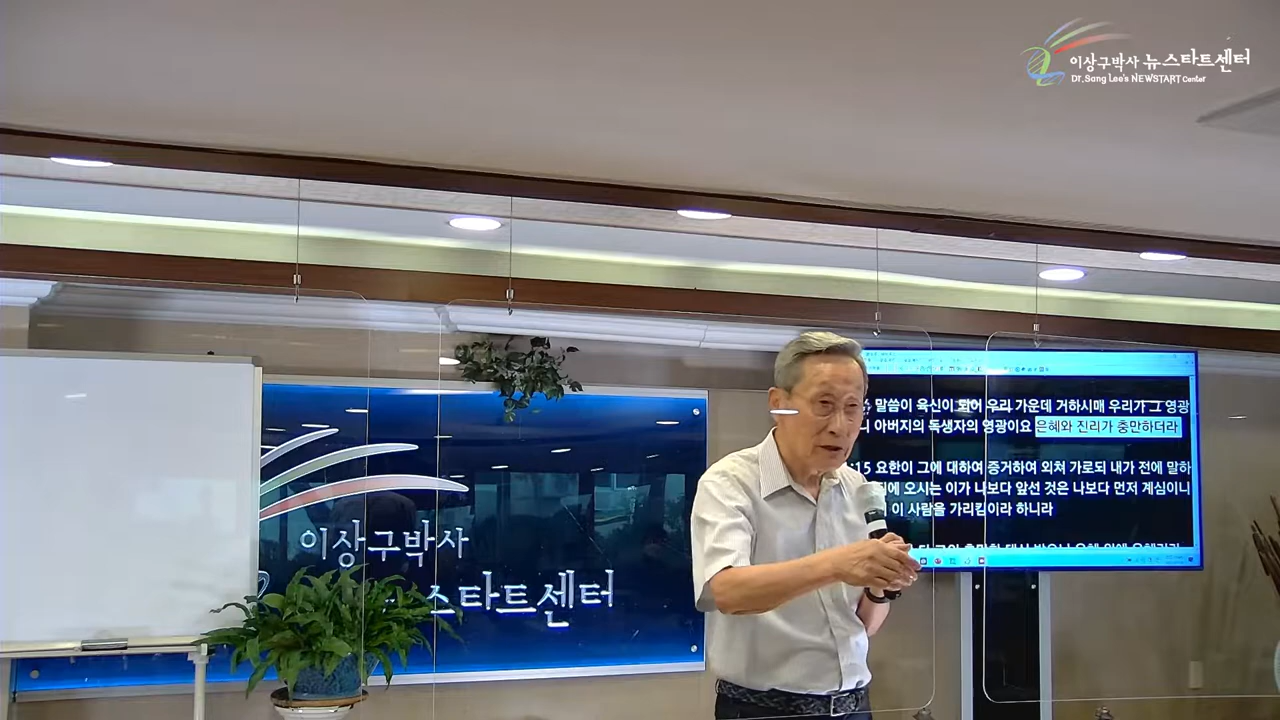 이상구박사 뉴스타트센터
Dr. Sang Lee's NEWSTART Center
말씀이 육신이 되어 우리 가운데 거하시매 우리가 그 영광
아버지의 독생자의 영광이요 은혜와 진리가 충만하더라
:15 요한이 그에 대하여 증거하여 외쳐 가로되 내가 전에 말하
오시는 이가 나보다 앞선 것은 나보다 먼저 계심이니
이 사람을 가리킴이라 하니라
이상구박사
스타트센터